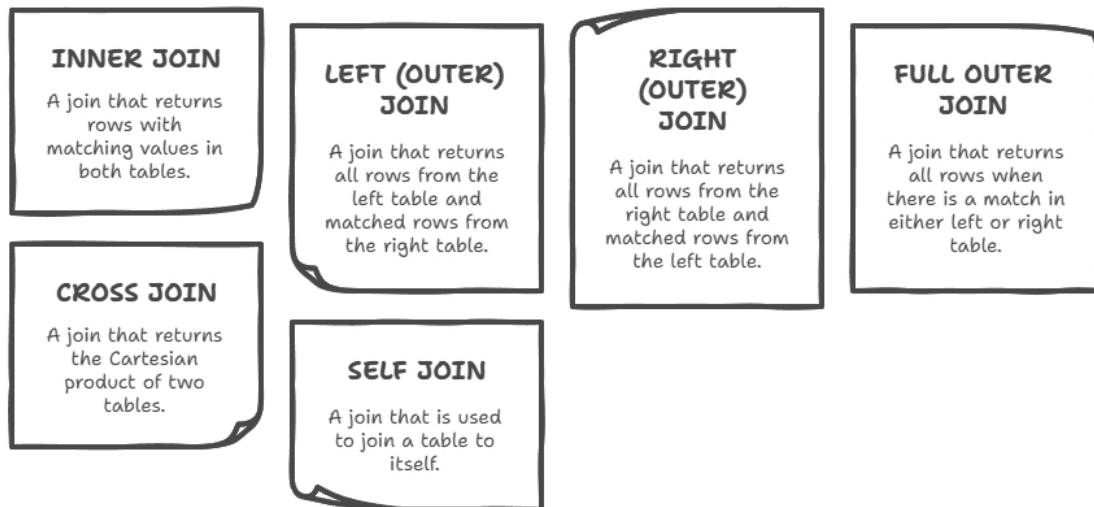 INNER JOIN
A join that returns
rows with
matching values in
both tables.
LEFT (OUTER)
JOIN
A join that returns
all rows from the
left table and
matched rows from
the right table.
RIGHT
(OUTER)
JOIN
A join that returns
all rows from the
right table and
matched rows from
the left table.
FULL OUTER
JOIN
A join that returns
all rows when
there is a match in
either left or right
table.
CROSS JOIN
A join that returns
the Cartesian
product of two
tables.
SELF JOIN
A join that is used
to join a table to
itself.